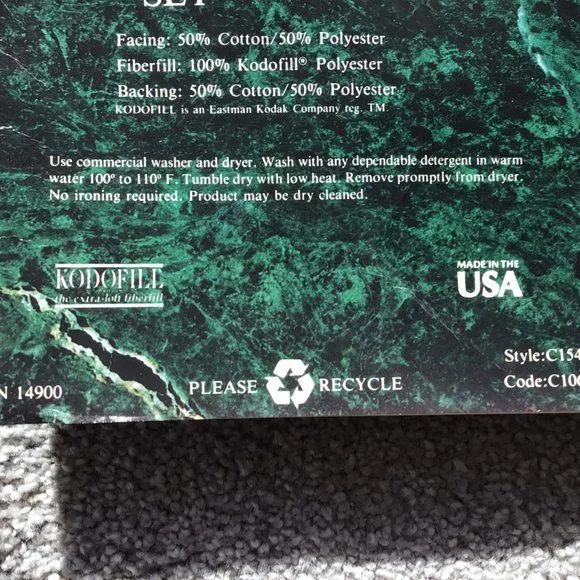 SET
Facing: 50% Cotton/50% Polyester
Fiberfill: 100% Kodofill® Polyester
Backing: 50% Cotton/50% Polyester
KODOFILL is an Eastman Kodak Company reg. TM.
Use commercial washer and dryer. Wash with any dependable detergent in warm
water 100° to 110° F. Tumble dry with low heat. Remove promptly from dryer.
No ironing required. Product may be dry cleaned.
KODOFILL
the extra-loft fiberfill
MADE IN THE
USA
Style:C154
N 14900
PLEASE RECYCLE
Code:C106